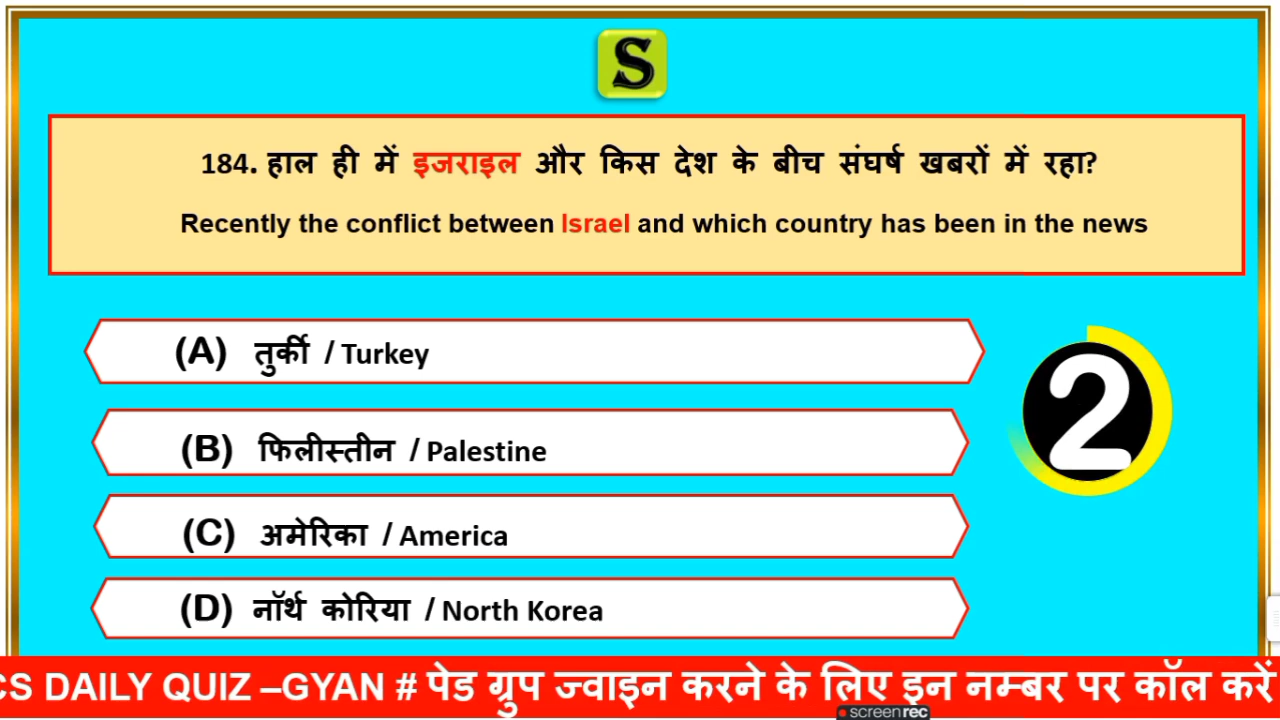 S
184. हाल ही में इजराइल और किस देश के बीच संघर्ष खबरों में रहा?
Recently the conflict between Israel and which country has been in the news
(A) तुर्की / Turkey
(B) फिलीस्तीन / Palestine
2
(C) अमेरिका / America
(D) नॉर्थ कोरिया / North Korea
CS DAILY QUIZ –GYAN # पेड ग्रुप ज्वाइन करने के लिए इन नम्बर पर कॉल करें
screenrec